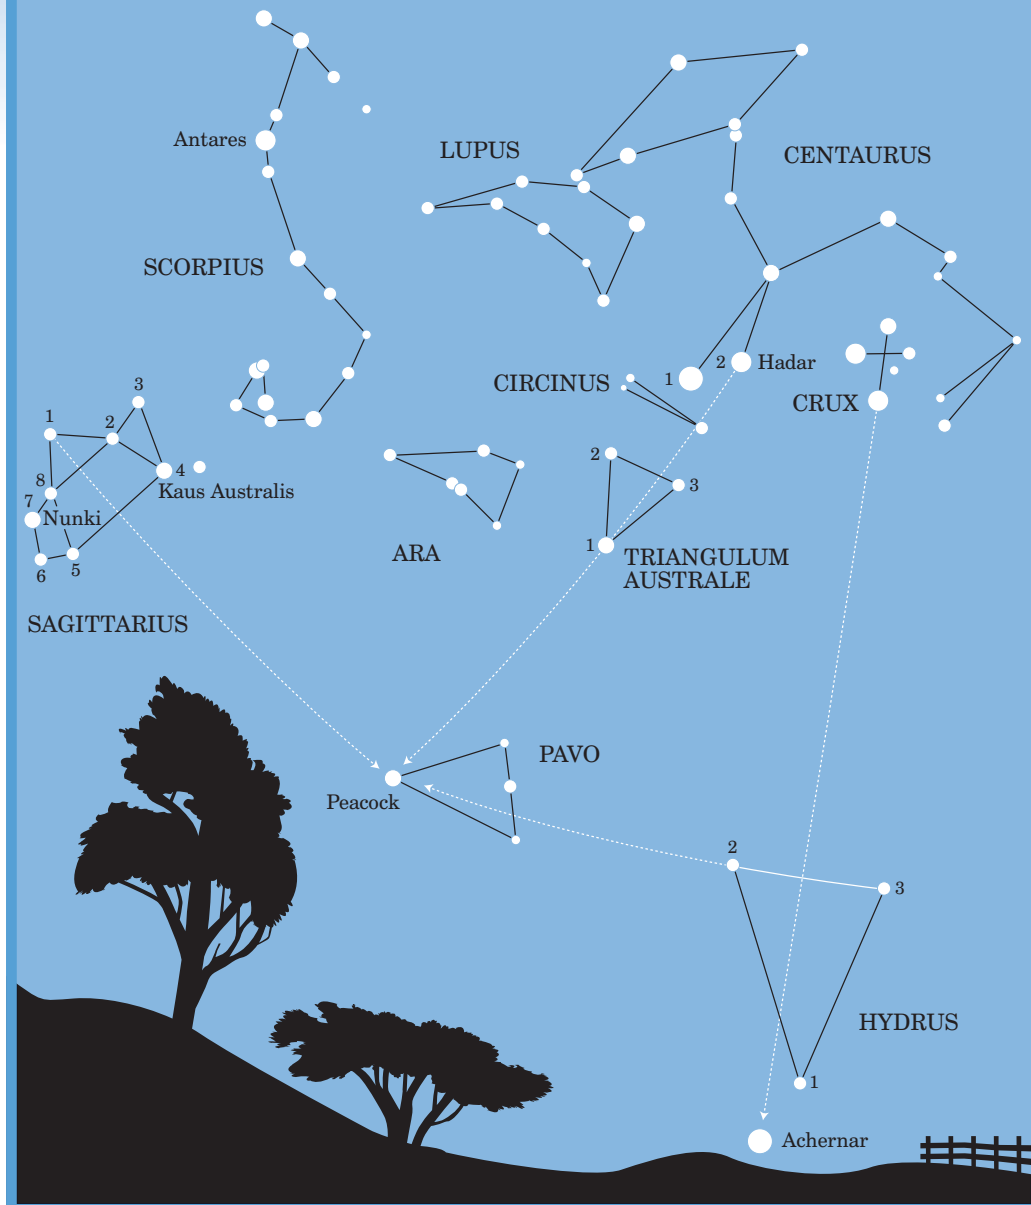 Antares
LUPUS
CENTAURUS
SCORPIUS
2 Hadar
1
CIRCINUS
CRUX
3
1 2
4
Kaus Australis
8
7
Nunki
6 5
SAGITTARIUS
2
3
1
ARA
TRIANGULUM
AUSTRALE
PAVO
Peacock
2
3
HYDRUS
1
Achernar